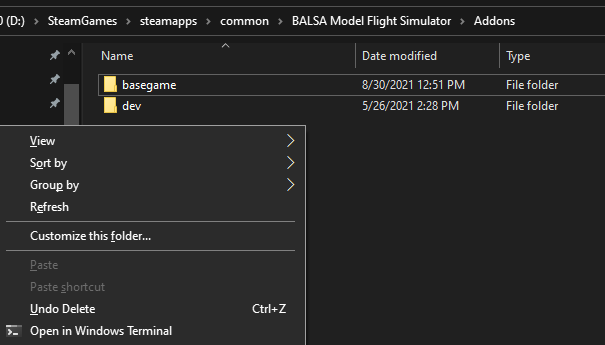 (D:) › SteamGames › steamapps › common › BALSA Model Flight Simulator › Addons
Name Date modified Type
basegame 8/30/2021 12:51 PM File folder
dev 5/26/2021 2:28 PM File folder
View
Sort by
Group by
Refresh
Customize this folder...
Paste
Paste shortcut
Undo Delete Ctrl+Z
Open in Windows Terminal